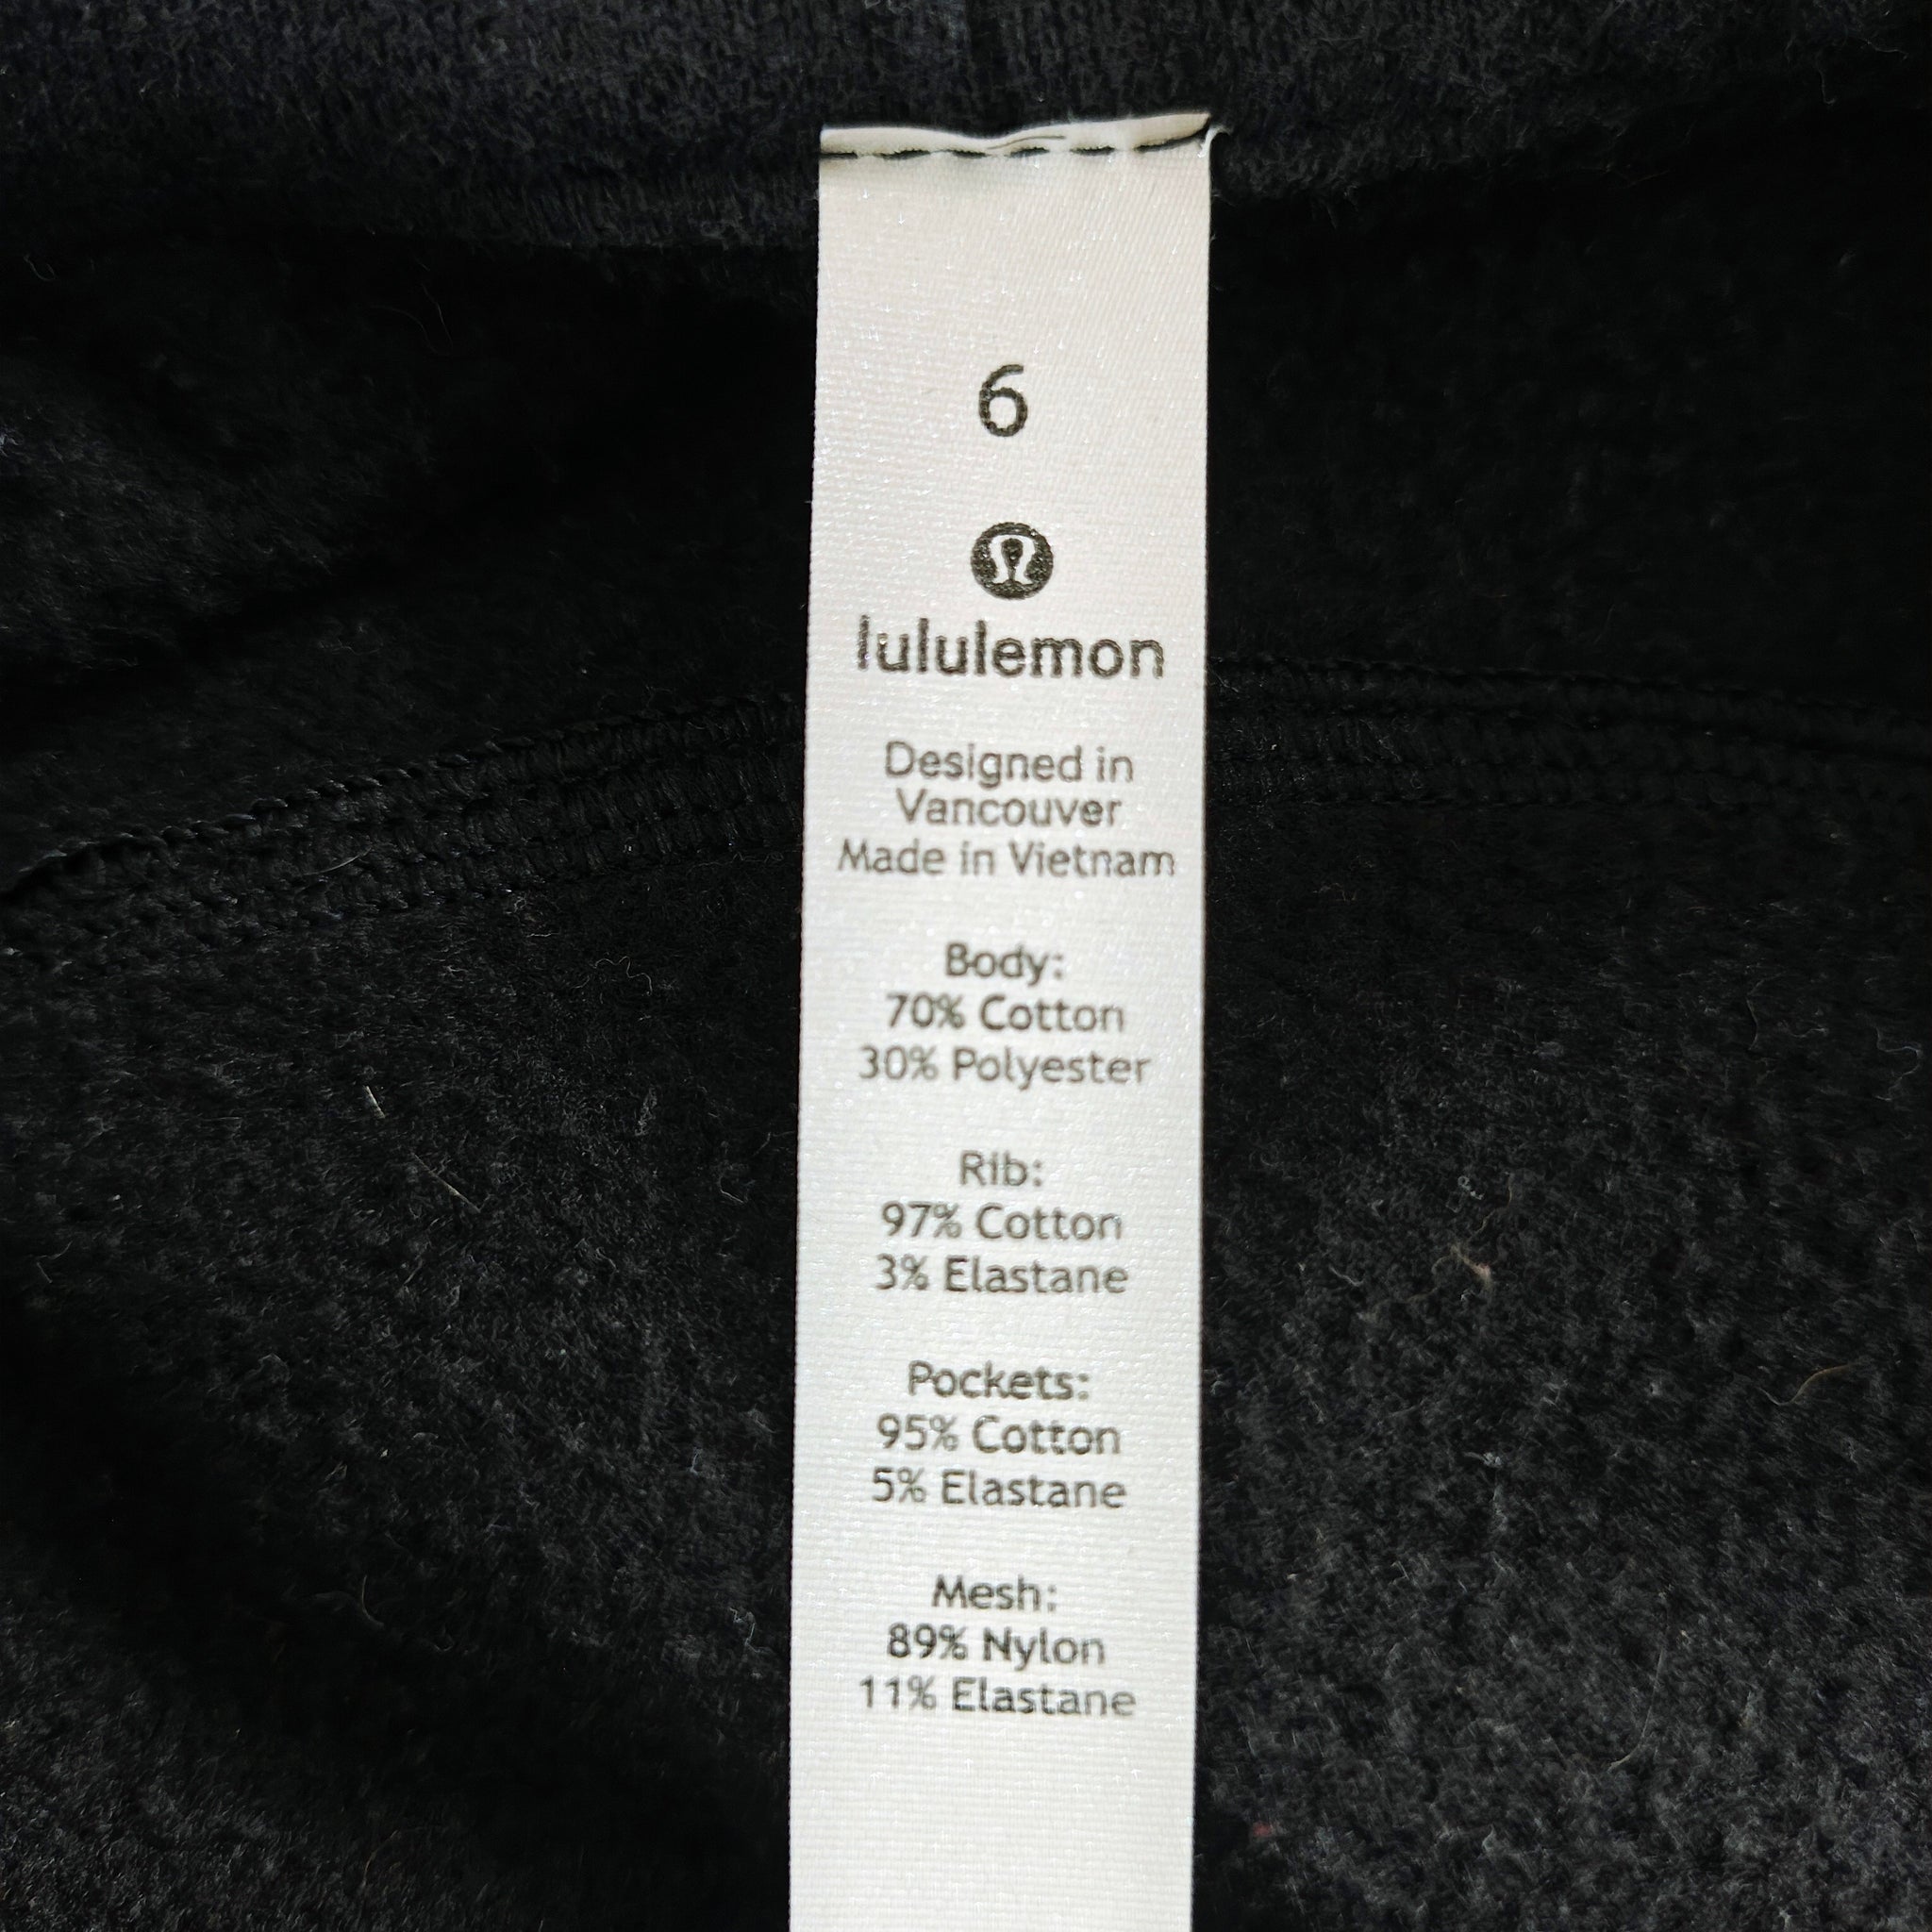 6
lululemon
Designed in
Vancouver
Made in Vietnam
Body:
70% Cotton
30% Polyester
Rib:
97% Cotton
3% Elastane
Pockets:
95% Cotton
5% Elastane
Mesh:
89% Nylon
11% Elastane